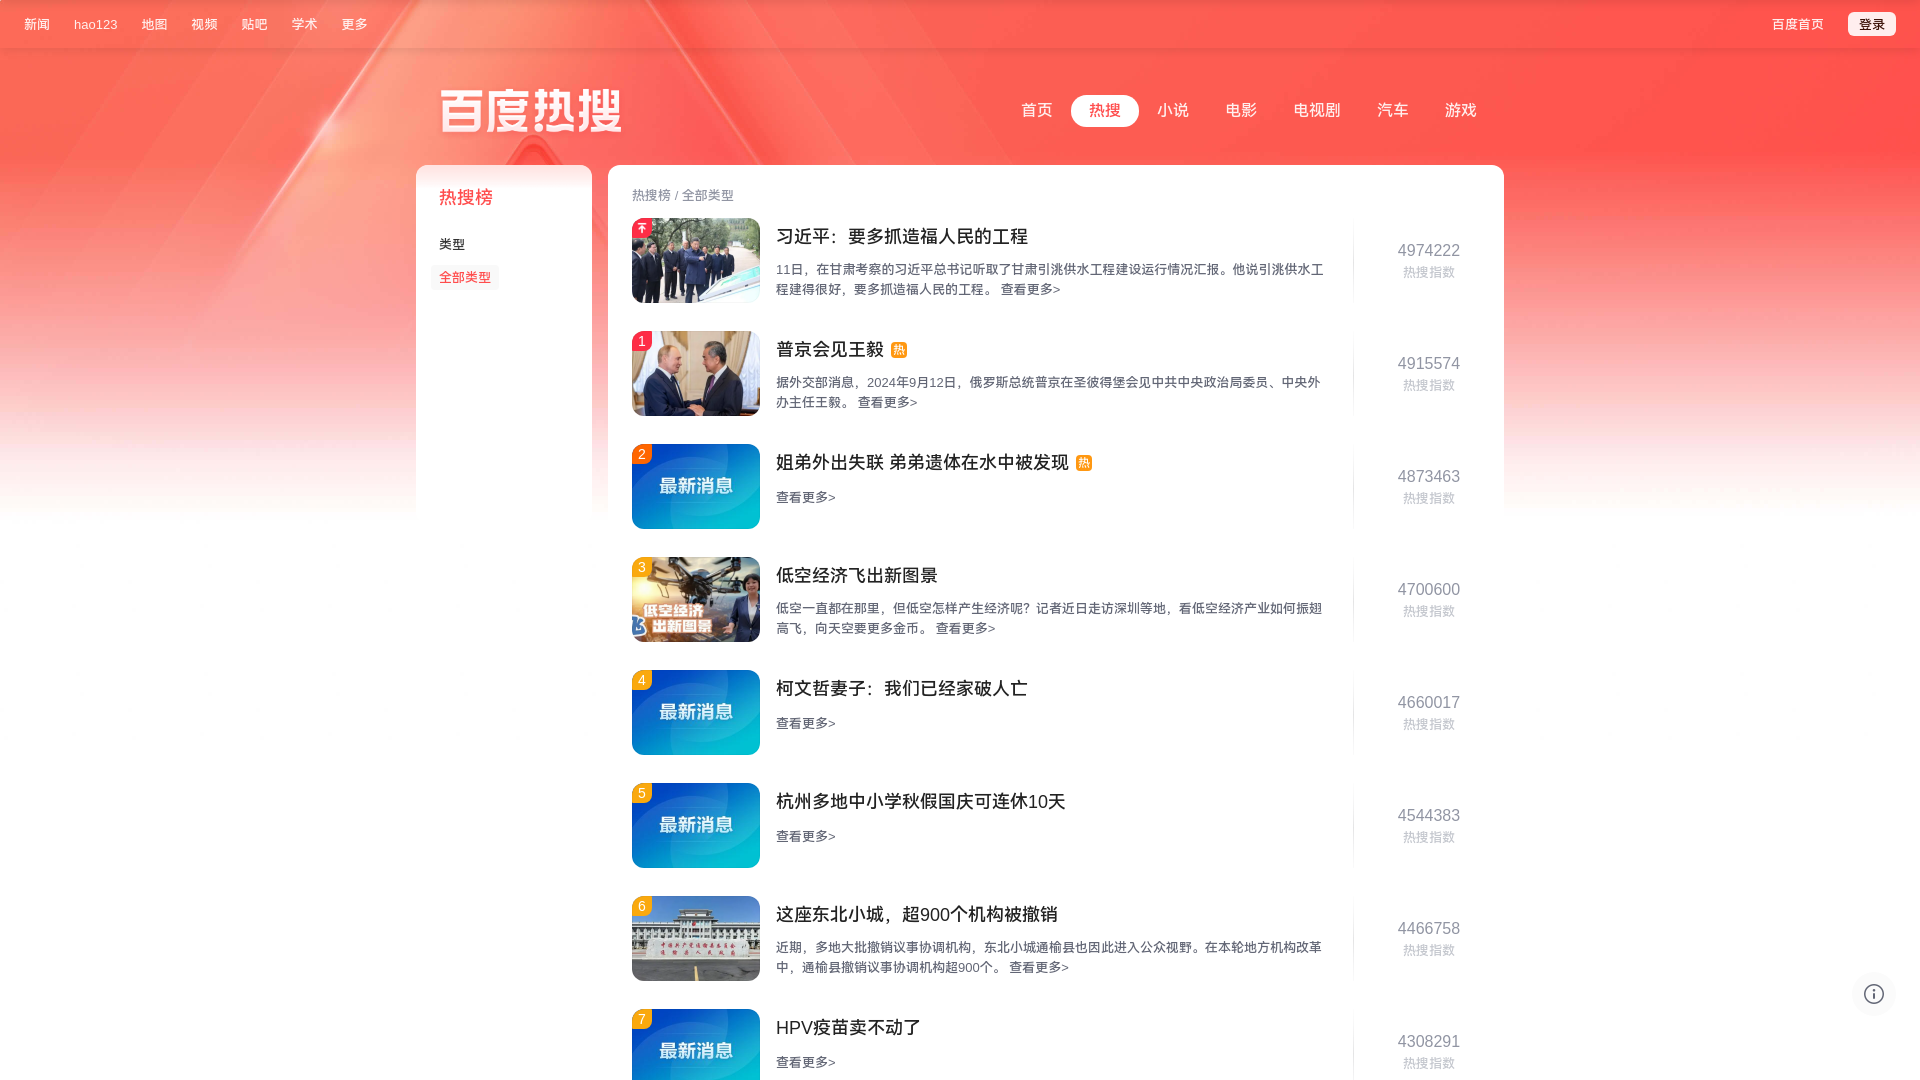 新闻 hao123 地图 视频 贴吧 学术 更多 百度首页 登录
百度热搜
首页 热搜 小说 电影 电视剧 汽车 游戏
热搜榜
类型
全部类型
热搜榜 / 全部类型
习近平：要多抓造福人民的工程
11日，在甘肃考察的习近平总书记听取了甘肃引洮供水工程建设运行情况汇报。他说引洮供水工
程建得很好，要多抓造福人民的工程。 查看更多>
4974222
热搜指数
1
普京会见王毅 热
据外交部消息，2024年9月12日，俄罗斯总统普京在圣彼得堡会见中共中央政治局委员、中央外
办主任王毅。 查看更多>
4915574
热搜指数
2
最新消息
姐弟外出失联 弟弟遗体在水中被发现 热
查看更多>
4873463
热搜指数
3
低空经济
飞出新图景
低空经济飞出新图景
低空一直都在那里，但低空怎样产生经济呢？记者近日走访深圳等地，看低空经济产业如何振翅
高飞，向天空要更多金币。 查看更多>
4700600
热搜指数
4
最新消息
柯文哲妻子：我们已经家破人亡
查看更多>
4660017
热搜指数
5
最新消息
杭州多地中小学秋假国庆可连休10天
查看更多>
4544383
热搜指数
6
这座东北小城，超900个机构被撤销
近期，多地大批撤销议事协调机构，东北小城通榆县也因此进入公众视野。在本轮地方机构改革
中，通榆县撤销议事协调机构超900个。 查看更多>
4466758
热搜指数
7
最新消息
HPV疫苗卖不动了
查看更多>
4308291
热搜指数